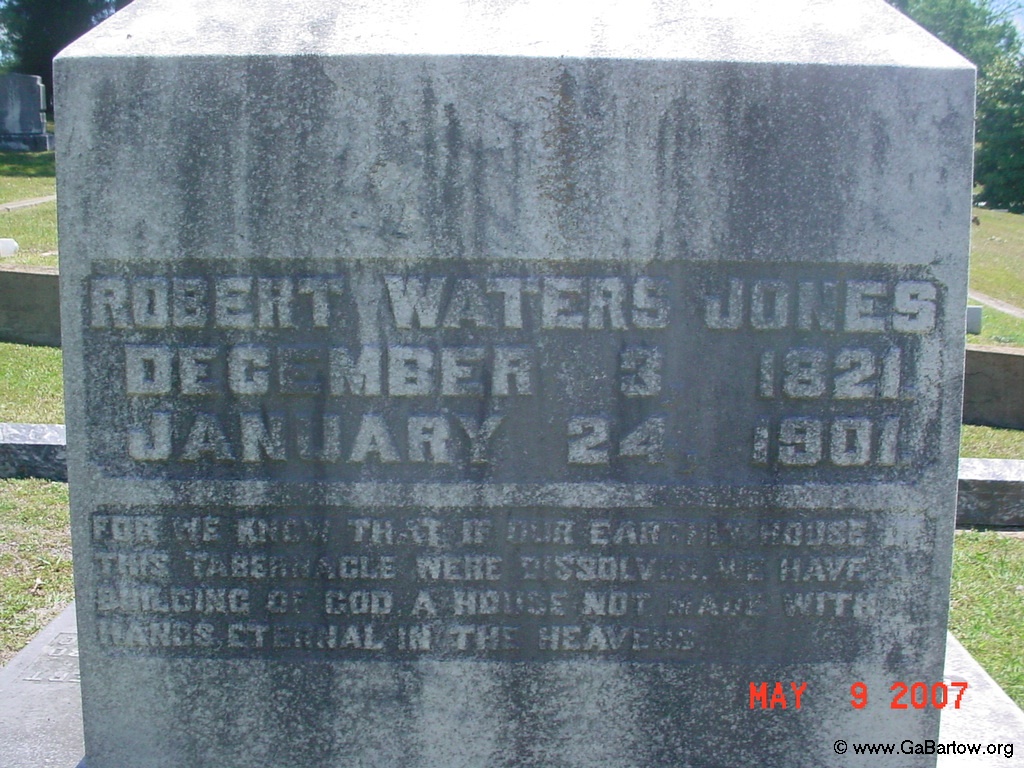 ROBERT WATERS JONES
DECEMBER 3 1821
JANUARY 24, 1901
FOR WE KNOW THAT IF OUR EARTHLY HOUSE OF
THIS TABERNACLE WERE DISSOLVED, WE HAVE A
BUILDING OF GOD, A HOUSE NOT MADE WITH
HANDS, ETERNAL IN THE HEAVENS.
MAY 9 2007
© www.GaBartow.org